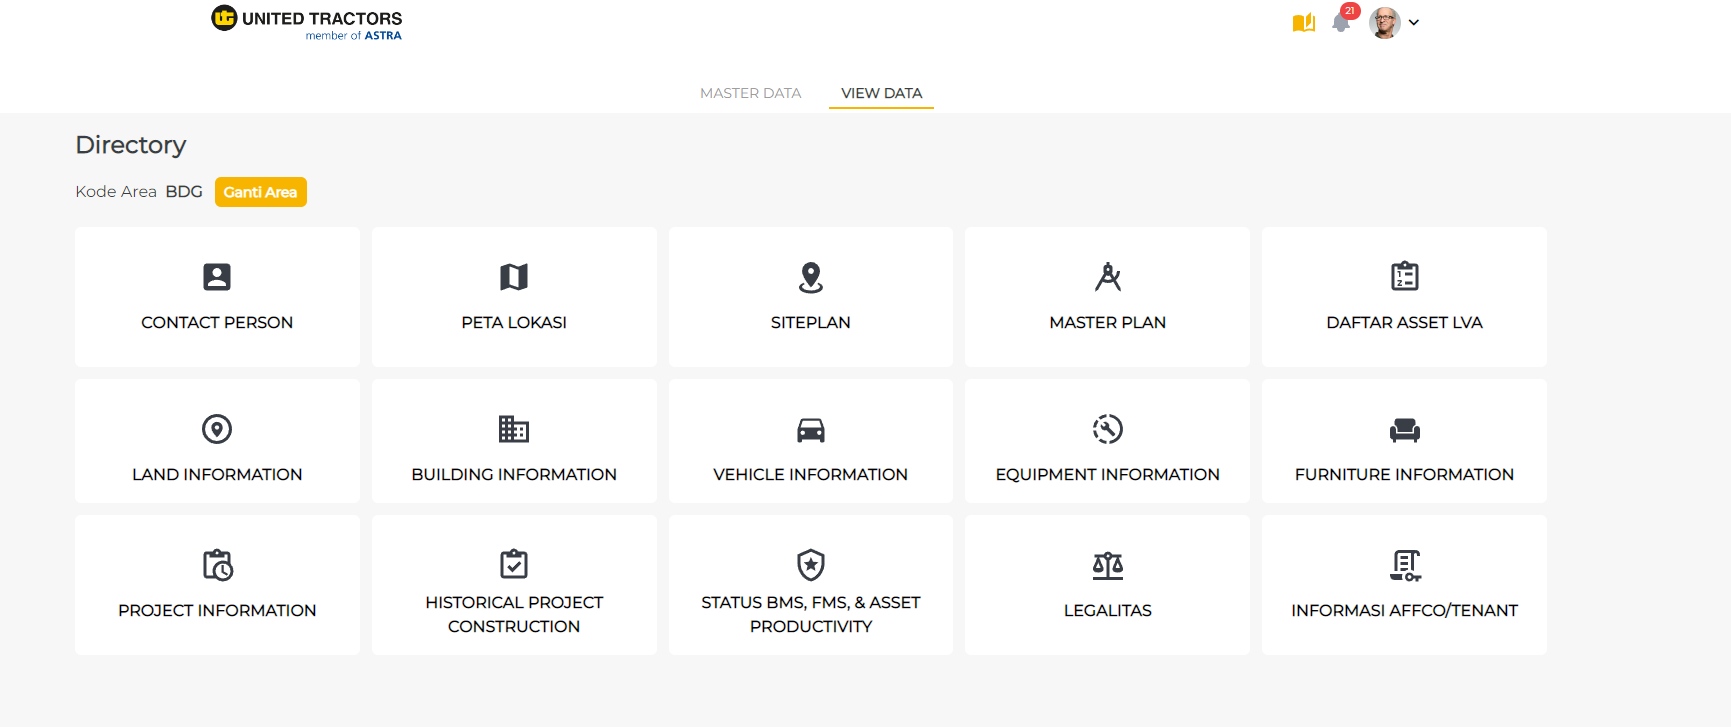 UNITED TRACTORS
member of ASTRA
21
MASTER DATA
VIEW DATA
Directory
Kode Area BDG Ganti Area
CONTACT PERSON
PETA LOKASI
SITEPLAN
MASTER PLAN
DAFTAR ASSET LVA
LAND INFORMATION
BUILDING INFORMATION
VEHICLE INFORMATION
EQUIPMENT INFORMATION
FURNITURE INFORMATION
PROJECT INFORMATION
HISTORICAL PROJECT
CONSTRUCTION
STATUS BMS, FMS, & ASSET
PRODUCTIVITY
LEGALITAS
INFORMASI AFFCO/TENANT